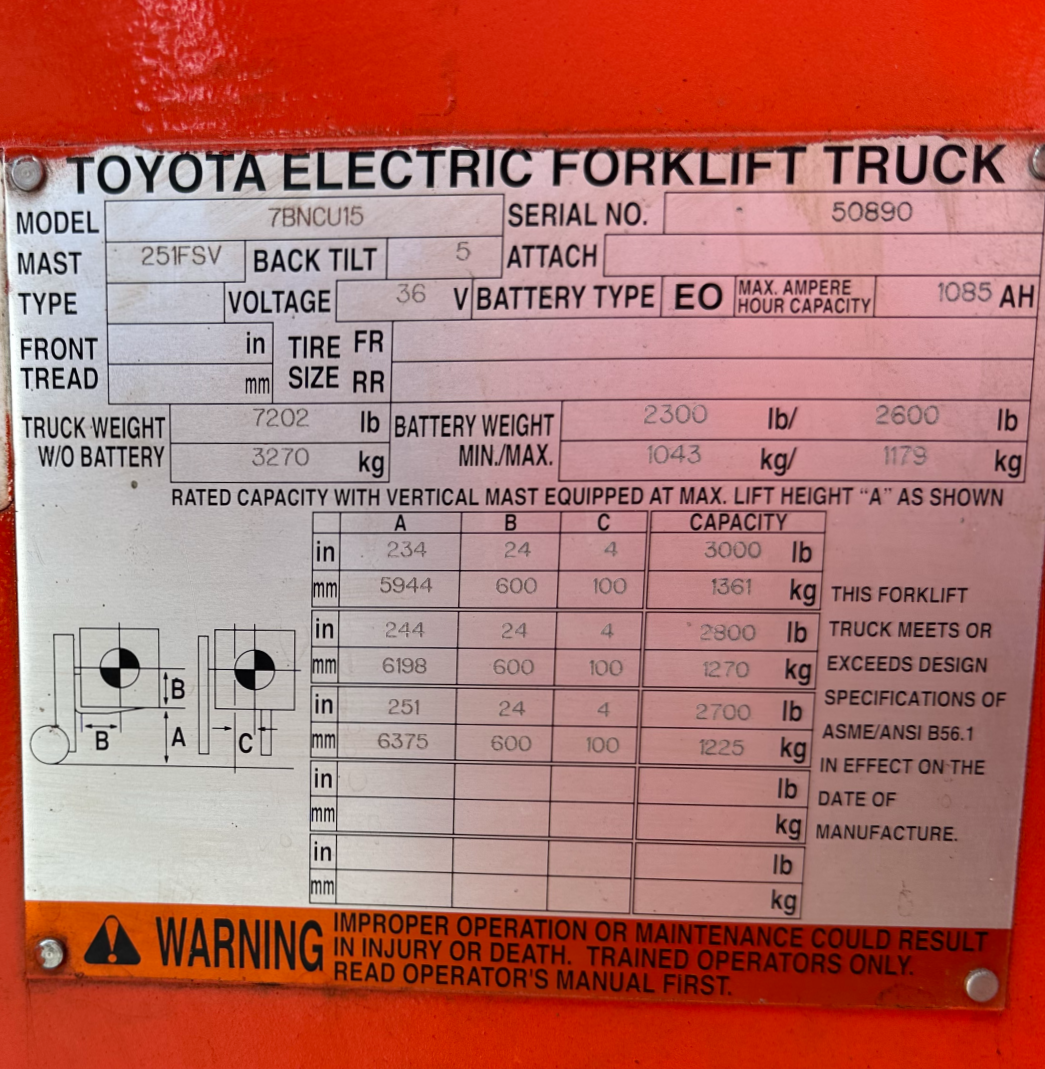 TOYOTA ELECTRIC FORKLIFT TRUCK
MODEL 7BNCU15 SERIAL NO. 50890
MAST 251FSV BACK TILT 5 ATTACH
TYPE VOLTAGE 36 V BATTERY TYPE EO MAX. AMPERE HOUR CAPACITY 1085 AH
FRONT TREAD in mm TIRE SIZE FR RR
TRUCK WEIGHT 7202 lb BATTERY WEIGHT 2300 lb/ 2600 lb
W/O BATTERY 3270 kg MIN./MAX. 1043 kg/ 1179 kg
RATED CAPACITY WITH VERTICAL MAST EQUIPPED AT MAX. LIFT HEIGHT "A" AS SHOWN
A B C CAPACITY
in 234 24 4 3000 lb
mm 5944 600 100 1361 kg
in 244 24 4 2800 lb
mm 6198 600 100 1270 kg
in 251 24 4 2700 lb
mm 6375 600 100 1225 kg
in lb
mm kg
in lb
mm kg
B B A C
THIS FORKLIFT
TRUCK MEETS OR
EXCEEDS DESIGN
SPECIFICATIONS OF
ASME/ANSI B56.1
IN EFFECT ON THE
DATE OF
MANUFACTURE.
WARNING
IMPROPER OPERATION OR MAINTENANCE COULD RESULT
IN INJURY OR DEATH. TRAINED OPERATORS ONLY.
READ OPERATOR'S MANUAL FIRST.